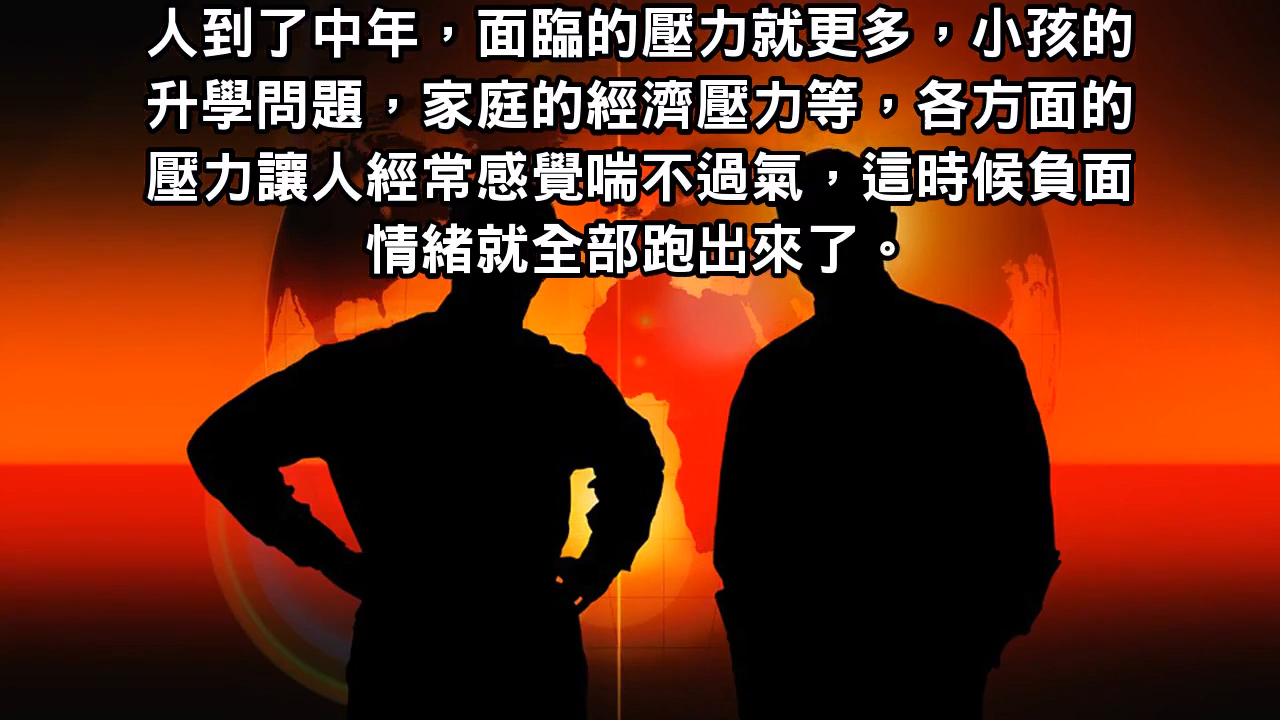 人到了中年，面臨的壓力就更多，小孩的
升學問題，家庭的經濟壓力等，各方面的
壓力讓人經常感覺喘不過氣，這時候負面
情緒就全部跑出來了。